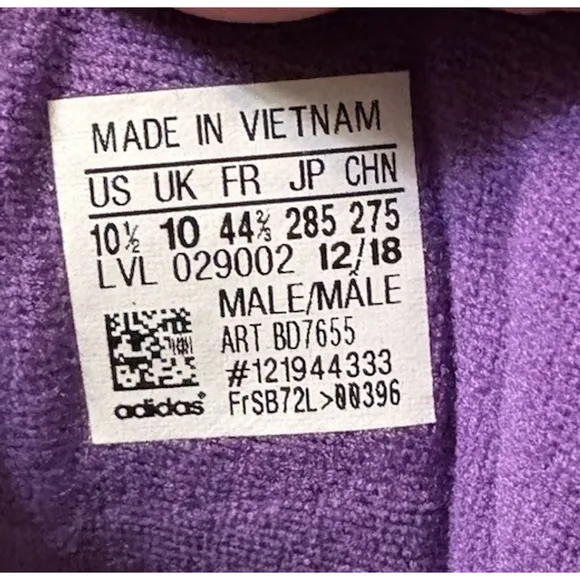 MADE IN VIETNAM
US UK FR JP CHN
10½ 10 44⅔ 285 275
LVL 029002 12/18
MALE/MÂLE
ART BD7655
#121944333
FrSB72L>00396
adidas®